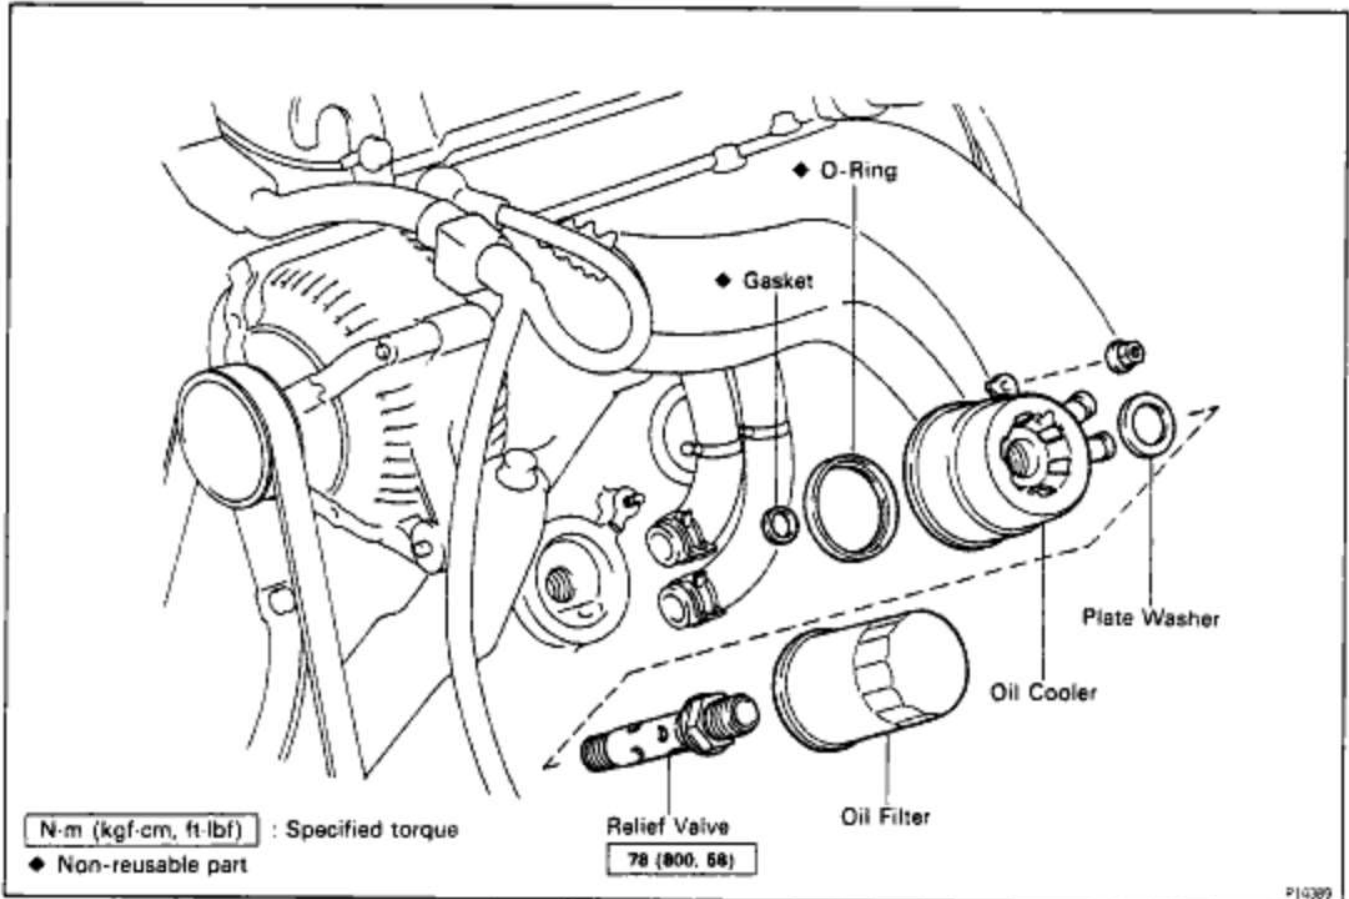 ◆ O-Ring
◆ Gasket
Plate Washer
Oil Cooler
Oil Filter
Relief Valve
78 (800, 58)
N·m (kgf·cm, ft·lbf) : Specified torque
◆ Non-reusable part
P14389